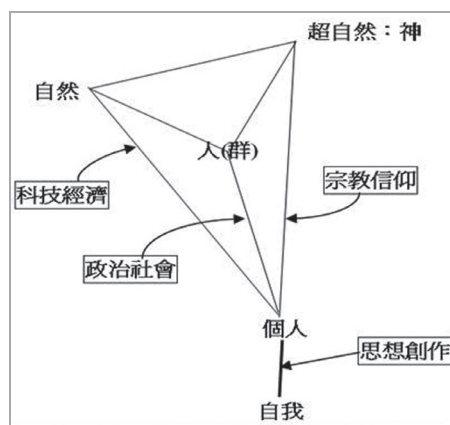 超自然：神
自然
人(群)
科技經濟
宗教信仰
政治社會
個人
思想創作
自我